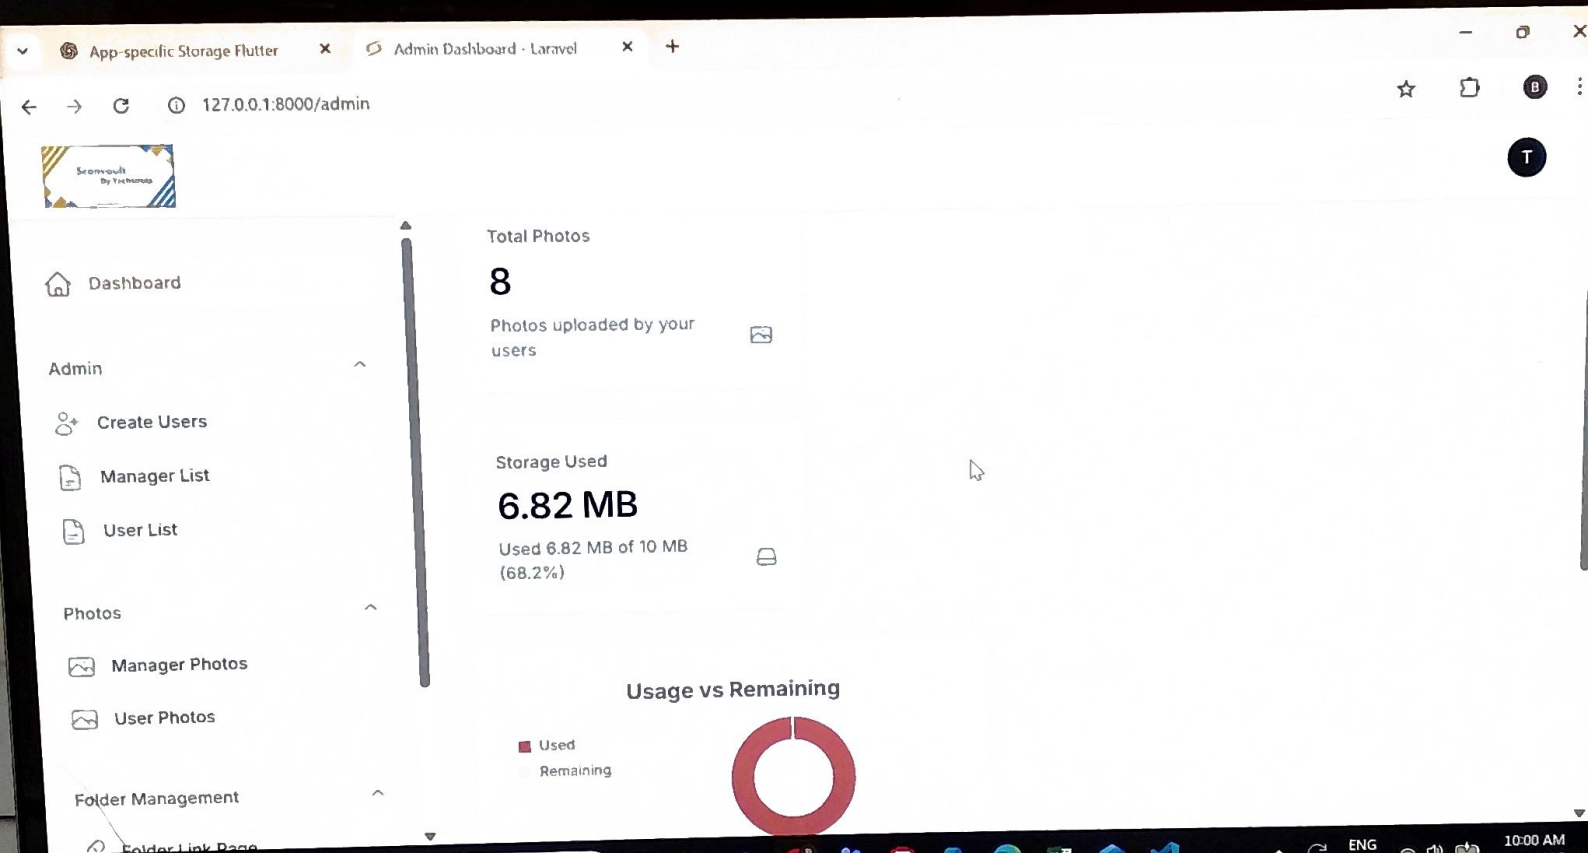 App-specific Storage Flutter
Admin Dashboard - Laravel
127.0.0.1:8000/admin
B
T
Dashboard
Admin
Create Users
Manager List
User List
Photos
Manager Photos
User Photos
Folder Management
Folder Link Page
Total Photos
8
Photos uploaded by your
users
Storage Used
6.82 MB
Used 6.82 MB of 10 MB
(68.2%)
Usage vs Remaining
Used
Remaining
ENG
10:00 AM